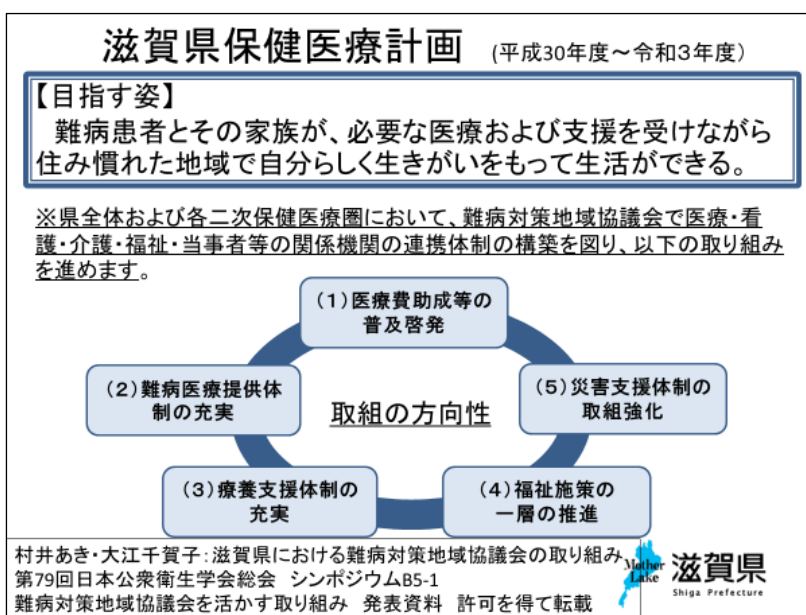 滋賀県保健医療計画 (平成30年度～令和3年度)
【目指す姿】
難病患者とその家族が、必要な医療および支援を受けながら
住み慣れた地域で自分らしく生きがいをもって生活ができる。
※県全体および各二次保健医療圏において、難病対策地域協議会で医療・看
護・介護・福祉・当事者等の関係機関の連携体制の構築を図り、以下の取り組み
を進めます。
(1)医療費助成等の
普及啓発
(2)難病医療提供体
制の充実
(5)災害支援体制の
取組強化
取組の方向性
(3)療養支援体制の
充実
(4)福祉施策の
一層の推進
村井あき・大江千賀子:滋賀県における難病対策地域協議会の取り組み
第79回日本公衆衛生学会総会 シンポジウムB5-1
難病対策地域協議会を活かす取り組み 発表資料 許可を得て転載
Mother
Lake
滋賀県
Shiga Prefecture